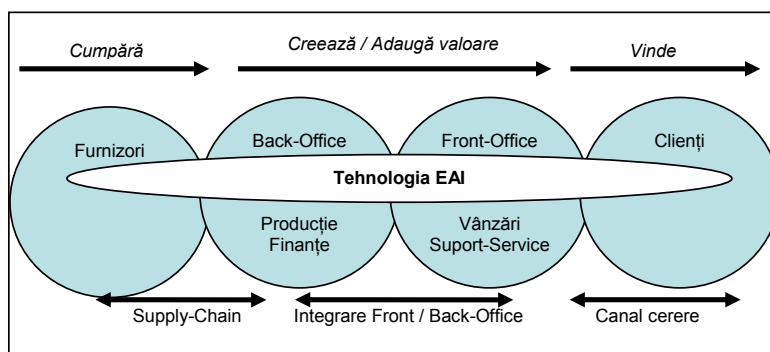 Cumpără
Creează / Adaugă valoare
Vinde
Furnizori
Back-Office
Front-Office
Clienți
Tehnologia EAI
Producție
Finanțe
Vânzări
Suport-Service
Supply-Chain
Integrare Front / Back-Office
Canal cerere